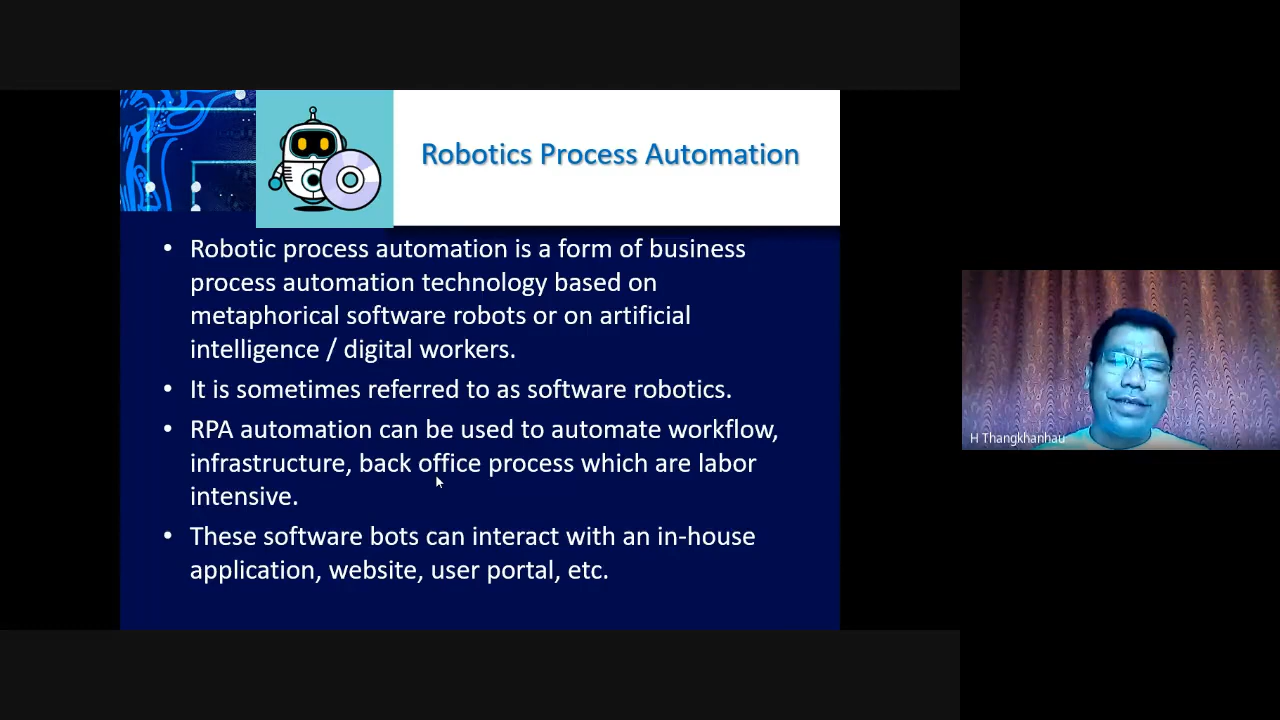 Robotics Process Automation
• Robotic process automation is a form of business
process automation technology based on
metaphorical software robots or on artificial
intelligence / digital workers.
• It is sometimes referred to as software robotics.
• RPA automation can be used to automate workflow,
infrastructure, back office process which are labor
intensive.
• These software bots can interact with an in-house
application, website, user portal, etc.
H Thangkhanhau